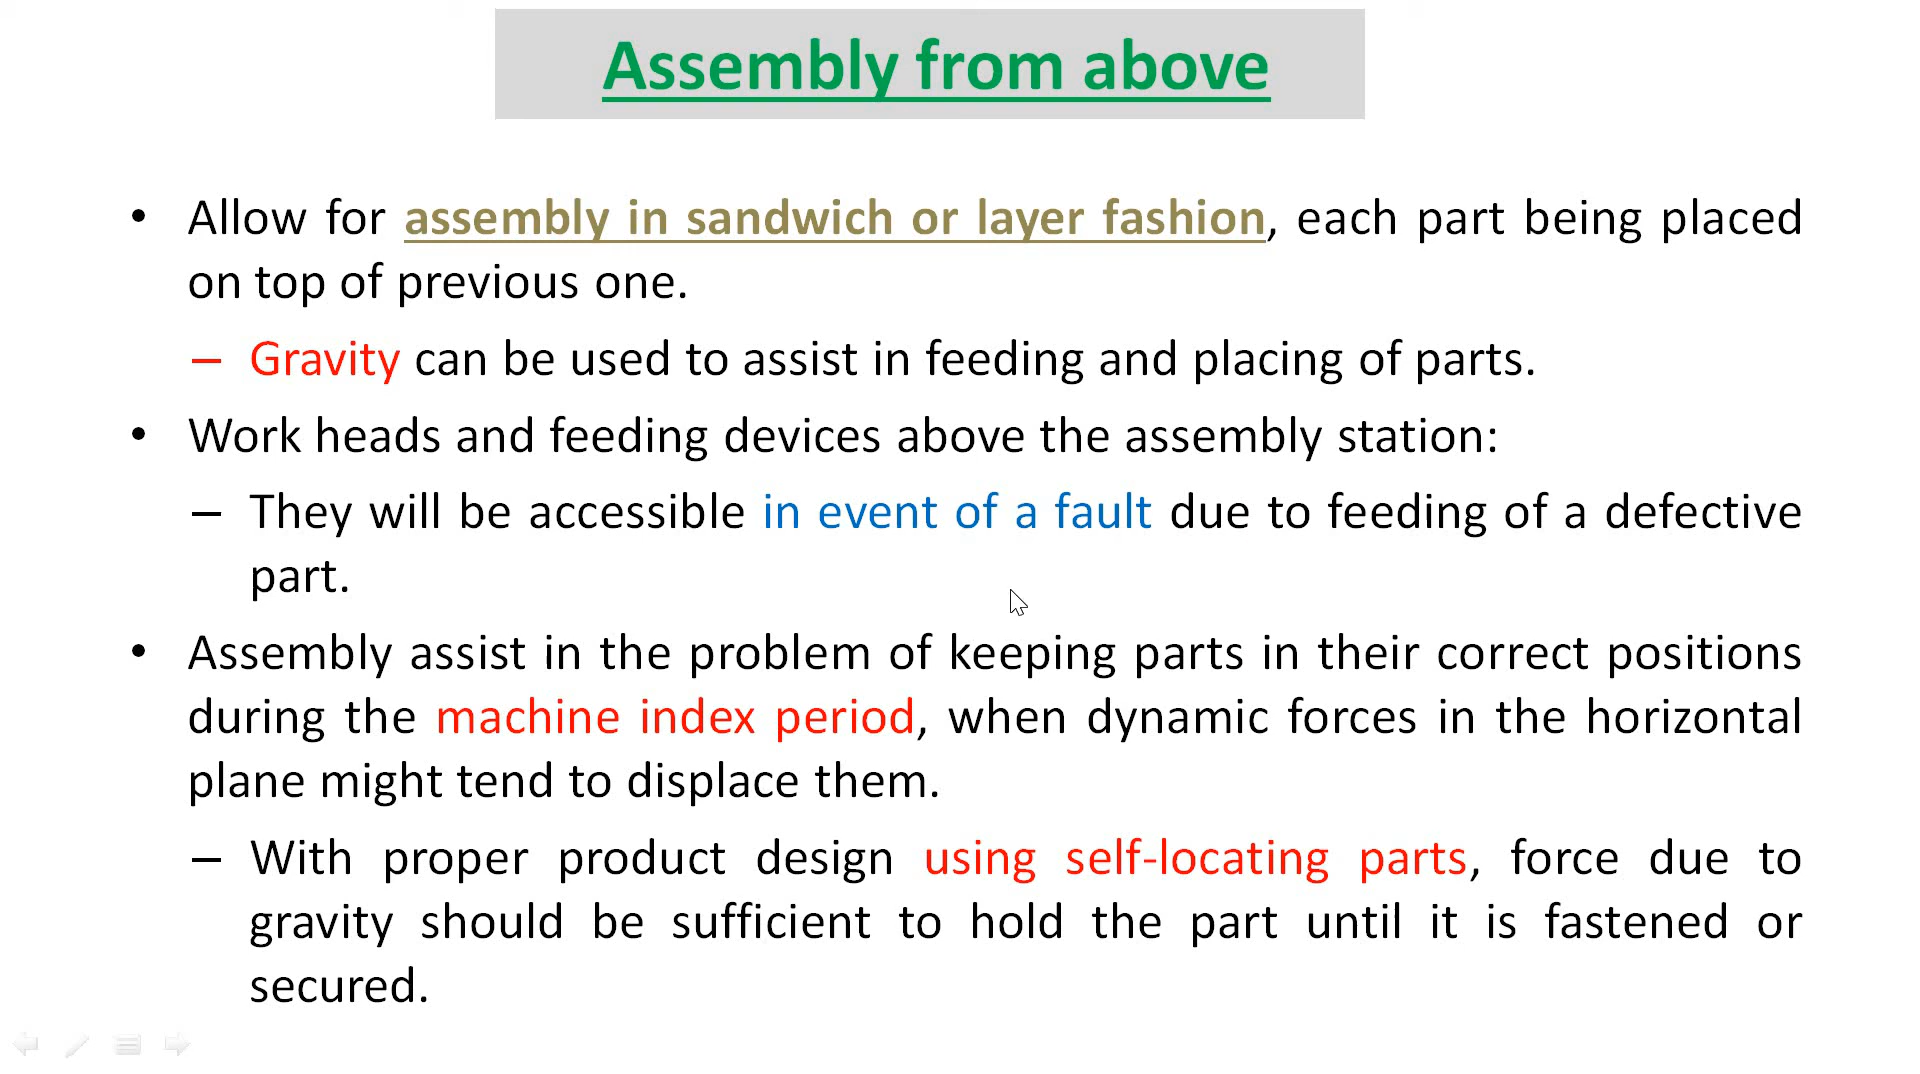 Assembly from above
• Allow for assembly in sandwich or layer fashion, each part being placed
on top of previous one.
– Gravity can be used to assist in feeding and placing of parts.
• Work heads and feeding devices above the assembly station:
– They will be accessible in event of a fault due to feeding of a defective
part.
• Assembly assist in the problem of keeping parts in their correct positions
during the machine index period, when dynamic forces in the horizontal
plane might tend to displace them.
– With proper product design using self-locating parts, force due to
gravity should be sufficient to hold the part until it is fastened or
secured.